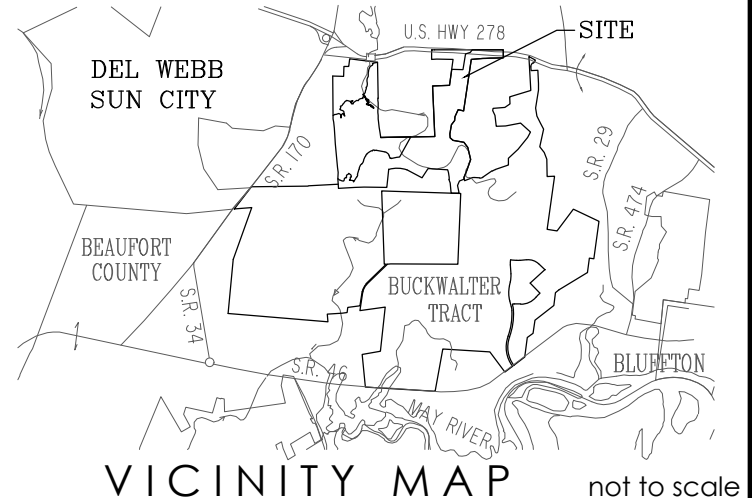 U.S. HWY 278
SITE
DEL WEBB
SUN CITY
S.R. 170
S.R. 29
S.R. 474
BEAUFORT
COUNTY
BUCKWALTER
TRACT
S.R. 34
S.R. 46
BLUFFTON
MAY RIVER
VICINITY MAP
not to scale